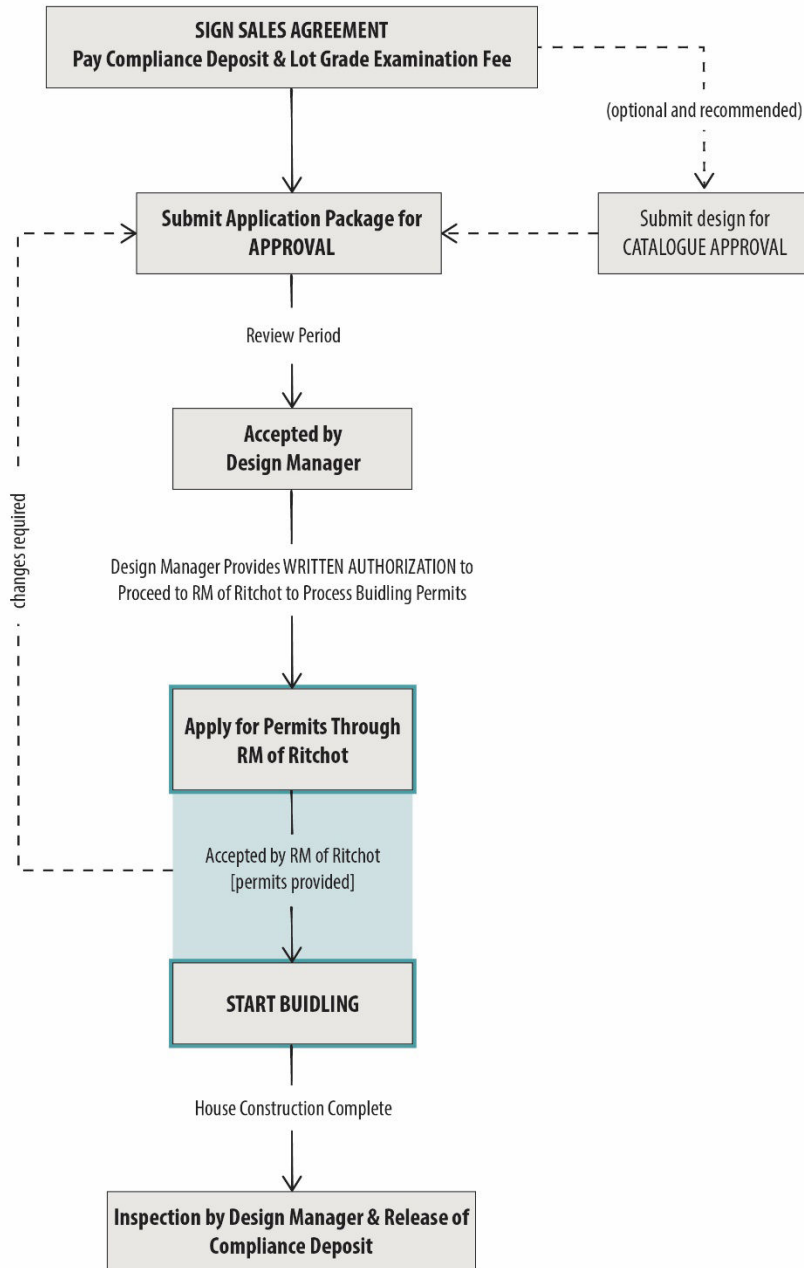 SIGN SALES AGREEMENT
Pay Compliance Deposit & Lot Grade Examination Fee
(optional and recommended)
Submit Application Package for
APPROVAL
Submit design for
CATALOGUE APPROVAL
Review Period
Accepted by
Design Manager
changes required
Design Manager Provides WRITTEN AUTHORIZATION to
Proceed to RM of Ritchot to Process Buidling Permits
Apply for Permits Through
RM of Ritchot
Accepted by RM of Ritchot
[permits provided]
START BUIDLING
House Construction Complete
Inspection by Design Manager & Release of
Compliance Deposit